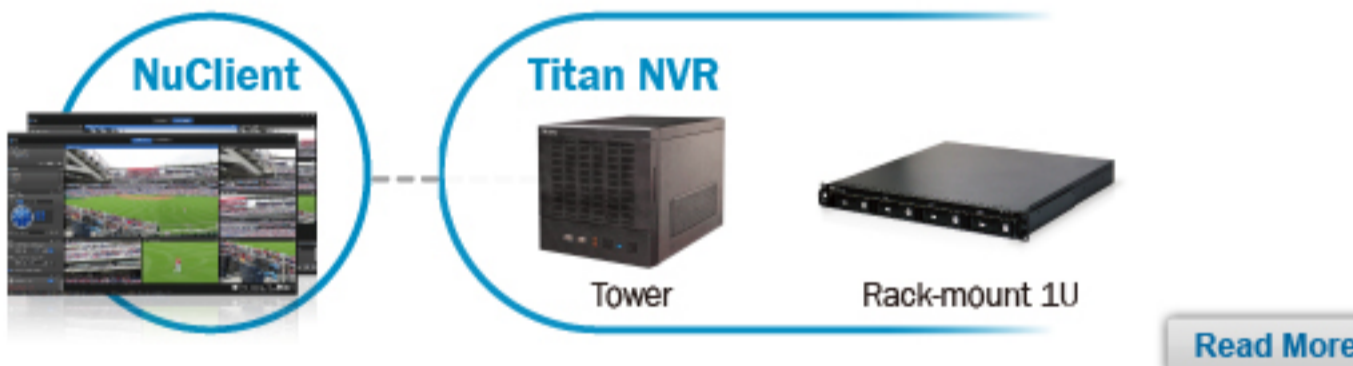 NuClient
Titan NVR
Tower
Rack-mount 1U
Read More